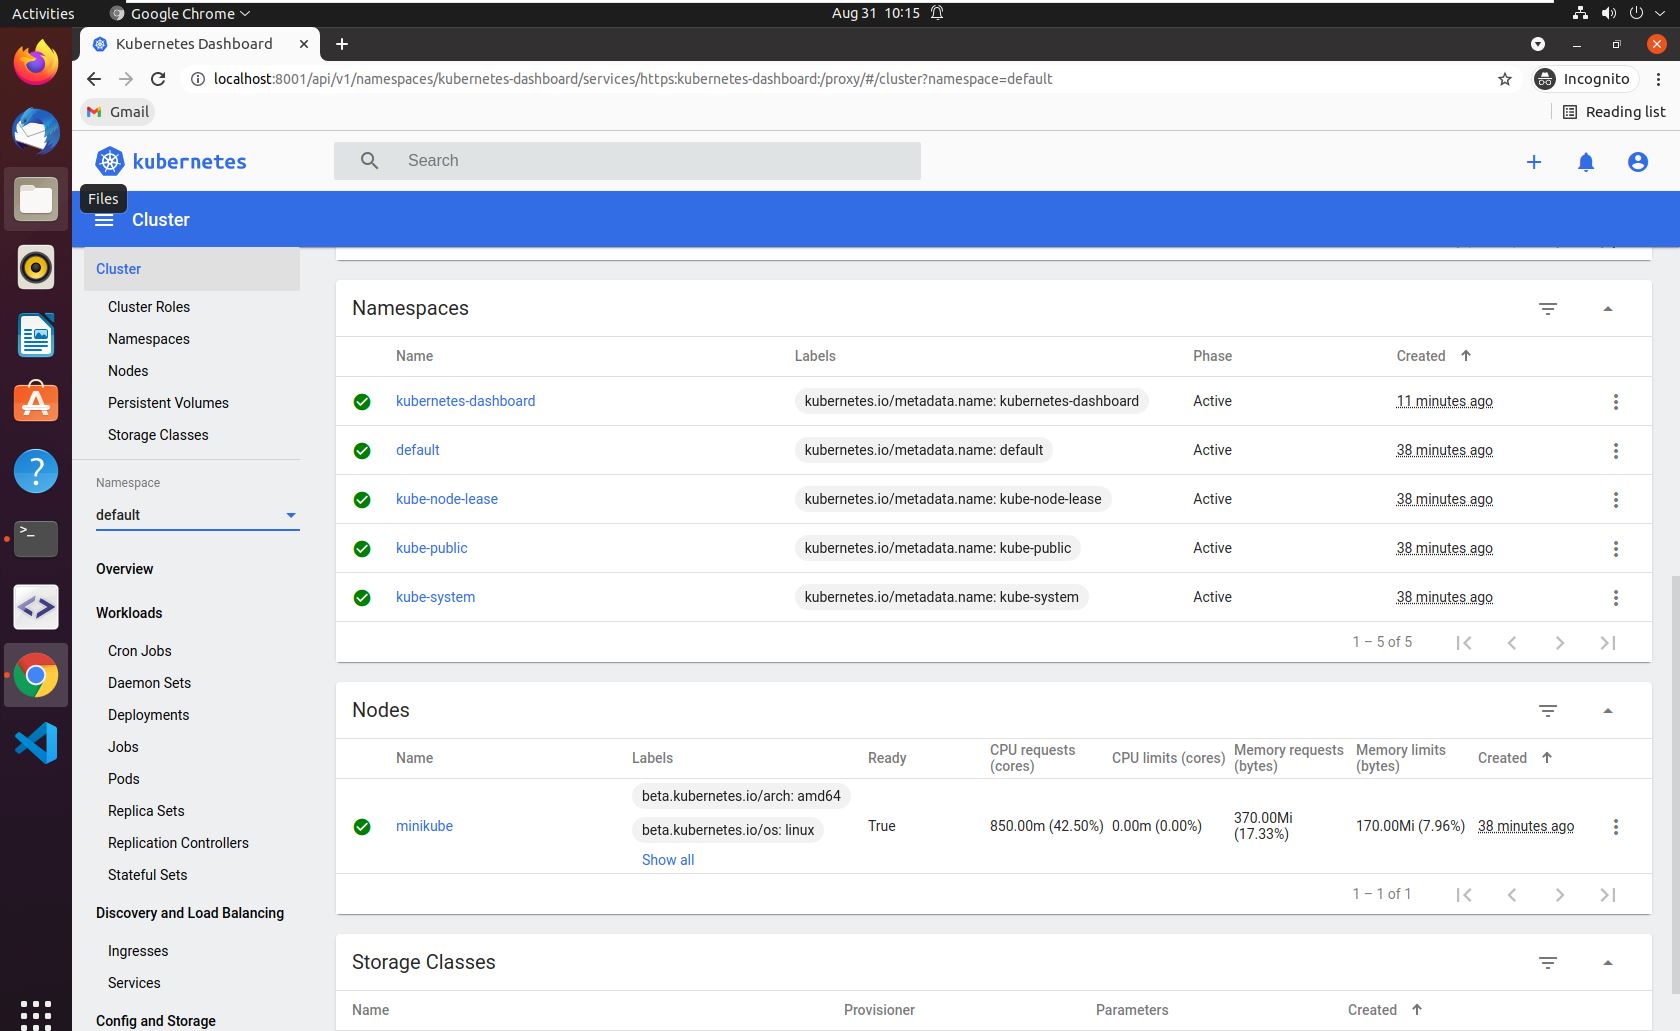 Activities Google Chrome Aug 31 10:15
Kubernetes Dashboard
localhost:8001/api/v1/namespaces/kubernetes-dashboard/services/https:kubernetes-dashboard:/proxy/#/cluster?namespace=default Incognito
Gmail Reading list
kubernetes Search
Files
Cluster
Cluster
Cluster Roles
Namespaces
Nodes
Persistent Volumes
Storage Classes
Namespace
default
Overview
Workloads
Cron Jobs
Daemon Sets
Deployments
Jobs
Pods
Replica Sets
Replication Controllers
Stateful Sets
Discovery and Load Balancing
Ingresses
Services
Config and Storage
Namespaces
Name Labels Phase Created
kubernetes-dashboard kubernetes.io/metadata.name: kubernetes-dashboard Active 11 minutes ago
default kubernetes.io/metadata.name: default Active 38 minutes ago
kube-node-lease kubernetes.io/metadata.name: kube-node-lease Active 38 minutes ago
kube-public kubernetes.io/metadata.name: kube-public Active 38 minutes ago
kube-system kubernetes.io/metadata.name: kube-system Active 38 minutes ago
1 – 5 of 5
Nodes
Name Labels Ready CPU requests (cores) CPU limits (cores) Memory requests (bytes) Memory limits (bytes) Created
beta.kubernetes.io/arch: amd64
minikube beta.kubernetes.io/os: linux True 850.00m (42.50%) 0.00m (0.00%) 370.00Mi (17.33%) 170.00Mi (7.96%) 38 minutes ago
Show all
1 – 1 of 1
Storage Classes
Name Provisioner Parameters Created